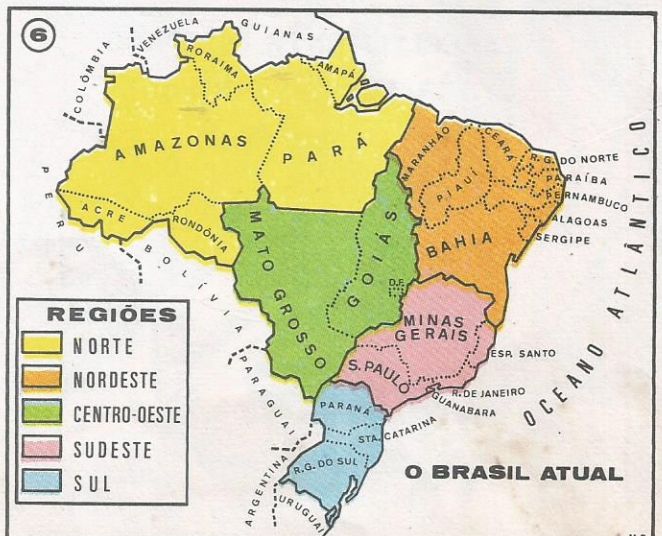 6
COLÔMBIA
VENEZUELA
GUIANAS
RORAIMA
AMAPÁ
AMAZONAS
PARÁ
PERU
ACRE
RONDÔNIA
BOLÍVIA
MATO GROSSO
GOIÁS
D.F.
MARANHÃO
PIAUÍ
CEARÁ
R. G. DO NORTE
PARAÍBA
PERNAMBUCO
ALAGOAS
SERGIPE
BAHIA
OCEANO ATLÂNTICO
MINAS
GERAIS
ESP. SANTO
S. PAULO
R. DE JANEIRO
GUANABARA
PARAGUAI
PARANÁ
STA. CATARINA
R.G. DO SUL
ARGENTINA
URUGUAI
REGIÕES
NORTE
NORDESTE
CENTRO-OESTE
SUDESTE
SUL
O BRASIL ATUAL